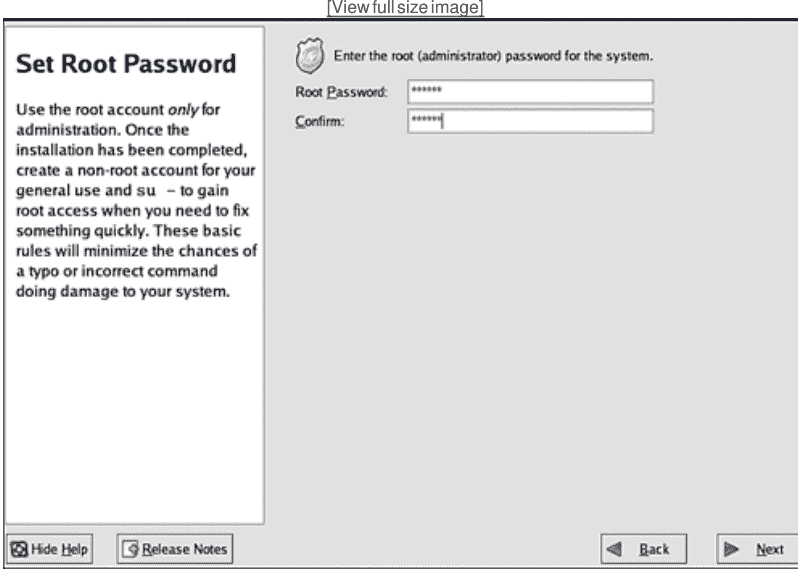 [View full size image]
Set Root Password
Use the root account only for
administration. Once the
installation has been completed,
create a non-root account for your
general use and su – to gain
root access when you need to fix
something quickly. These basic
rules will minimize the chances of
a typo or incorrect command
doing damage to your system.
Enter the root (administrator) password for the system.
Root Password: ******
Confirm: ******
Hide Help
Release Notes
Back
Next